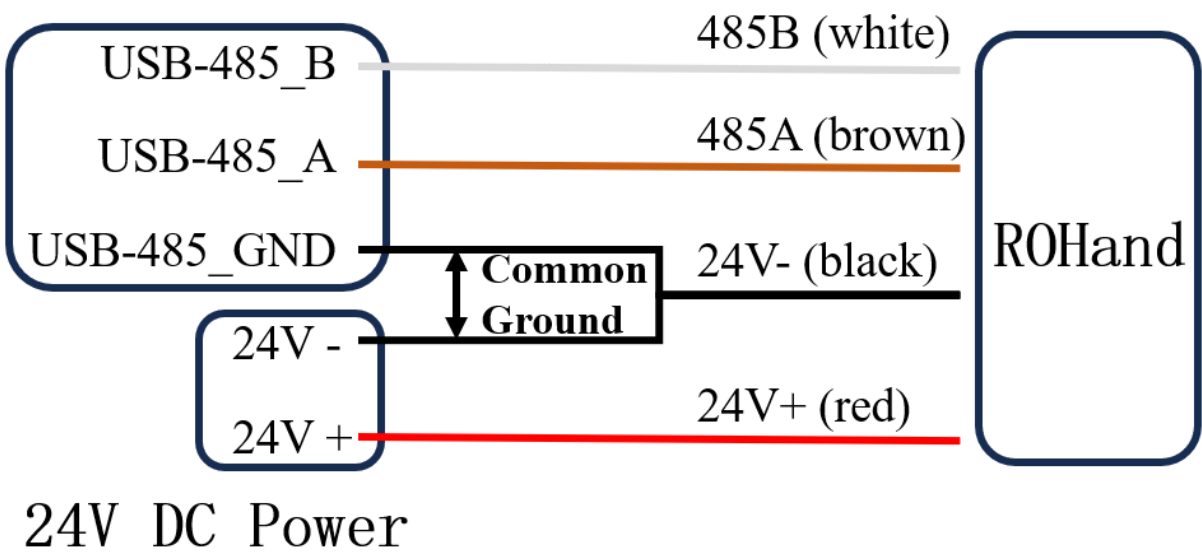 485B (white)
USB-485_B
485A (brown)
USB-485_A
USB-485_GND
24V- (black)
Common
Ground
ROHand
24V -
24V+ (red)
24V +
24V DC Power